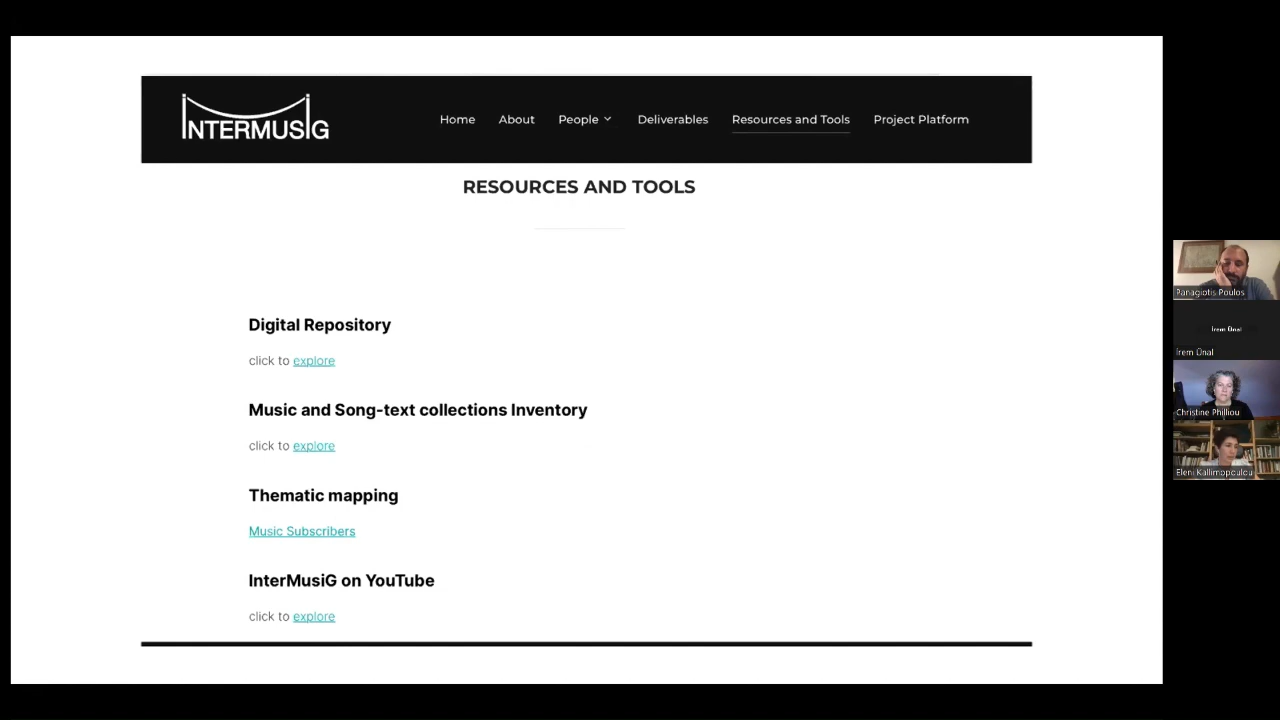 INTERMUSIG
Home About People Deliverables Resources and Tools Project Platform
RESOURCES AND TOOLS
Digital Repository
click to explore
Music and Song-text collections Inventory
click to explore
Thematic mapping
Music Subscribers
InterMusiG on YouTube
click to explore
Panagiotis Poulos
İrem Ünal
İrem Ünal
Christine Philliou
Eleni Kallimopoulou